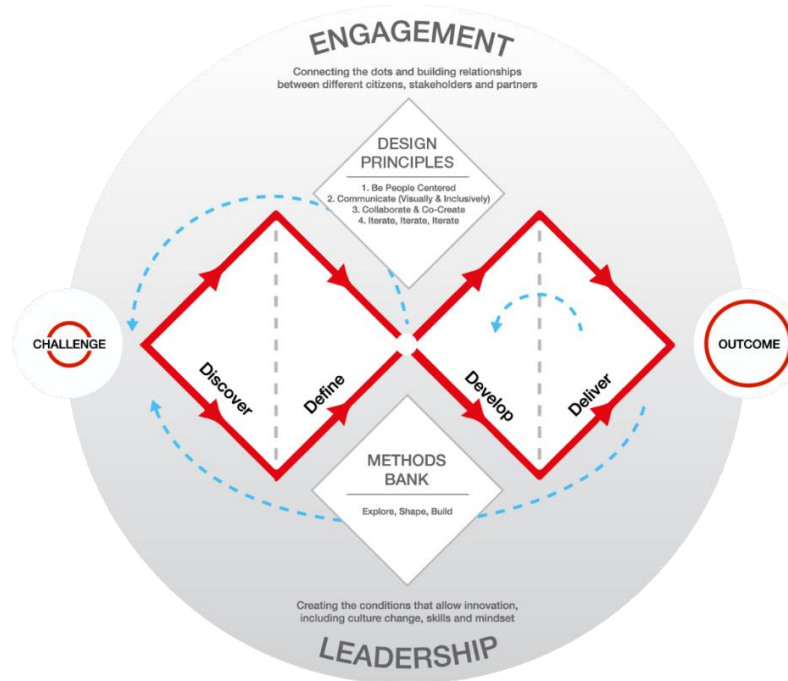 ENGAGEMENT
Connecting the dots and building relationships
between different citizens, stakeholders and partners
DESIGN
PRINCIPLES
1. Be People Centered
2. Communicate (Visually & Inclusively)
3. Collaborate & Co-Create
4. Iterate, Iterate, Iterate
CHALLENGE
OUTCOME
Discover
Define
Develop
Deliver
METHODS
BANK
Explore, Shape, Build
Creating the conditions that allow innovation,
including culture change, skills and mindset
LEADERSHIP